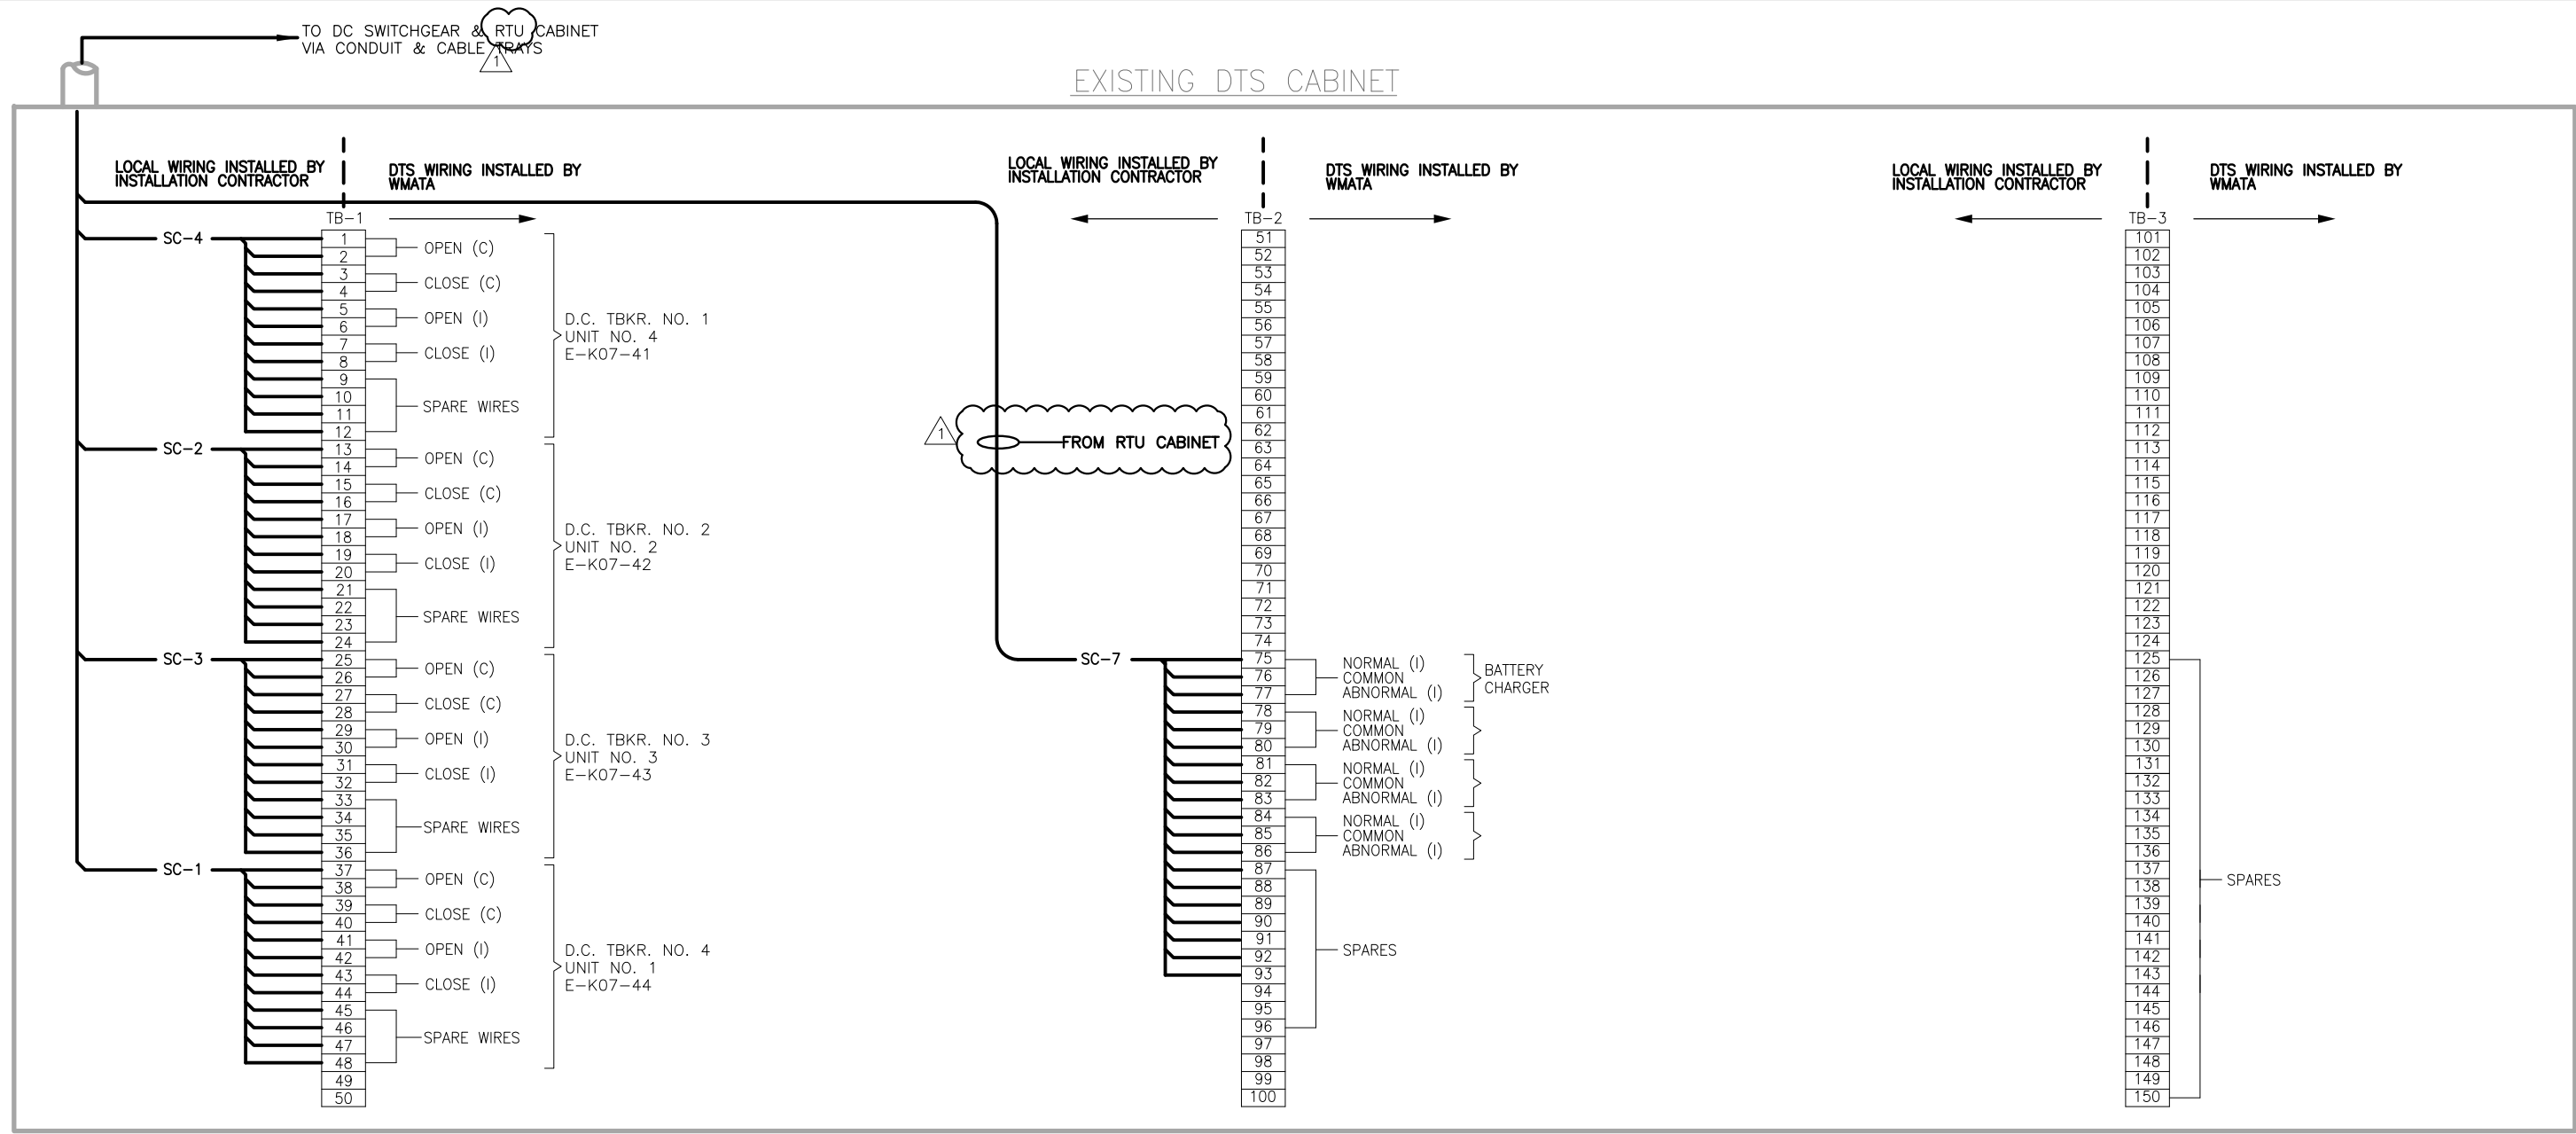 TO DC SWITCHGEAR & RTU CABINET
VIA CONDUIT & CABLE TRAYS
1
EXISTING DTS CABINET
LOCAL WIRING INSTALLED BY
INSTALLATION CONTRACTOR
DTS WIRING INSTALLED BY
WMATA
TB-1
SC-4
1
2
3
4
5
6
7
8
9
10
11
12
OPEN (C)
CLOSE (C)
OPEN (I)
CLOSE (I)
SPARE WIRES
D.C. TBKR. NO. 1
UNIT NO. 4
E-K07-41
SC-2
13
14
15
16
17
18
19
20
21
22
23
24
OPEN (C)
CLOSE (C)
OPEN (I)
CLOSE (I)
SPARE WIRES
D.C. TBKR. NO. 2
UNIT NO. 2
E-K07-42
SC-3
25
26
27
28
29
30
31
32
33
34
35
36
OPEN (C)
CLOSE (C)
OPEN (I)
CLOSE (I)
SPARE WIRES
D.C. TBKR. NO. 3
UNIT NO. 3
E-K07-43
SC-1
37
38
39
40
41
42
43
44
45
46
47
48
49
50
OPEN (C)
CLOSE (C)
OPEN (I)
CLOSE (I)
SPARE WIRES
D.C. TBKR. NO. 4
UNIT NO. 1
E-K07-44
LOCAL WIRING INSTALLED BY
INSTALLATION CONTRACTOR
DTS WIRING INSTALLED BY
WMATA
TB-2
1
FROM RTU CABINET
SC-7
51
52
53
54
55
56
57
58
59
60
61
62
63
64
65
66
67
68
69
70
71
72
73
74
75
76
77
78
79
80
81
82
83
84
85
86
87
88
89
90
91
92
93
94
95
96
97
98
99
100
NORMAL (I)
COMMON
ABNORMAL (I)
BATTERY
CHARGER
NORMAL (I)
COMMON
ABNORMAL (I)
NORMAL (I)
COMMON
ABNORMAL (I)
NORMAL (I)
COMMON
ABNORMAL (I)
SPARES
LOCAL WIRING INSTALLED BY
INSTALLATION CONTRACTOR
DTS WIRING INSTALLED BY
WMATA
TB-3
101
102
103
104
105
106
107
108
109
110
111
112
113
114
115
116
117
118
119
120
121
122
123
124
125
126
127
128
129
130
131
132
133
134
135
136
137
138
139
140
141
142
143
144
145
146
147
148
149
150
SPARES